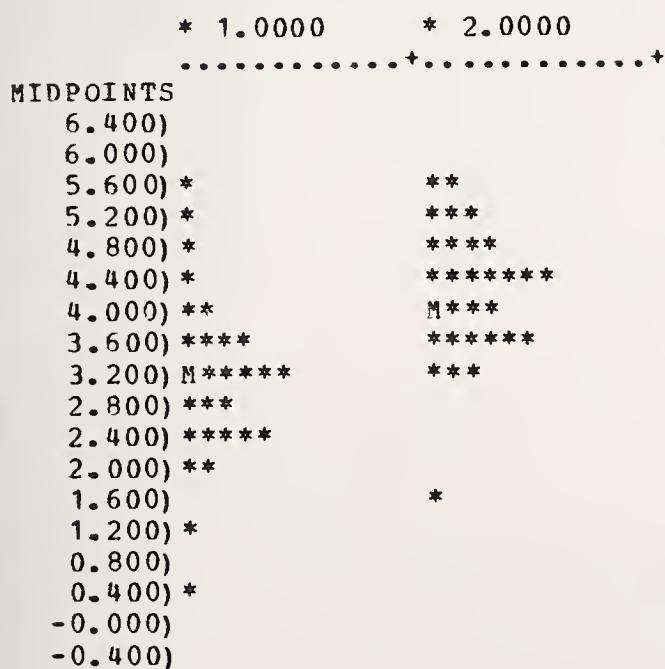 * 1.0000 * 2.0000
.............+.............+
MIDPOINTS
6.400)
6.000)
5.600) * **
5.200) * ***
4.800) * ****
4.400) * *******
4.000) ** M***
3.600) **** ******
3.200) M***** ***
2.800) ***
2.400) *****
2.000) **
1.600) *
1.200) *
0.800)
0.400) *
-0.000)
-0.400)